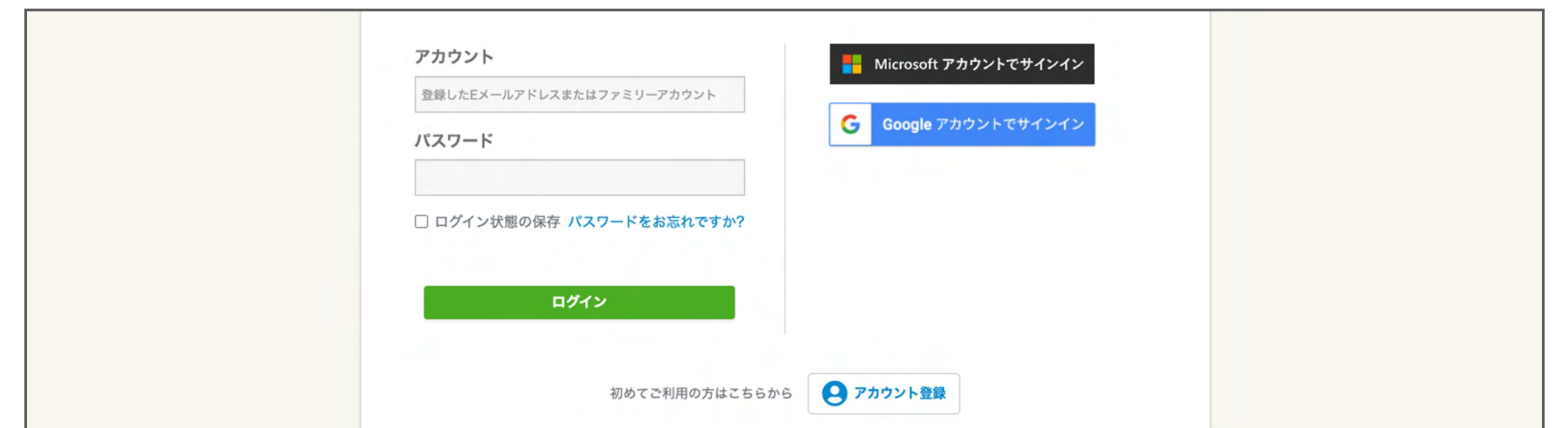 アカウント
登録したEメールアドレスまたはファミリーアカウント
パスワード
ログイン状態の保存 パスワードをお忘れですか?
ログイン
Microsoft アカウントでサインイン
Google アカウントでサインイン
初めてご利用の方はこちらから アカウント登録